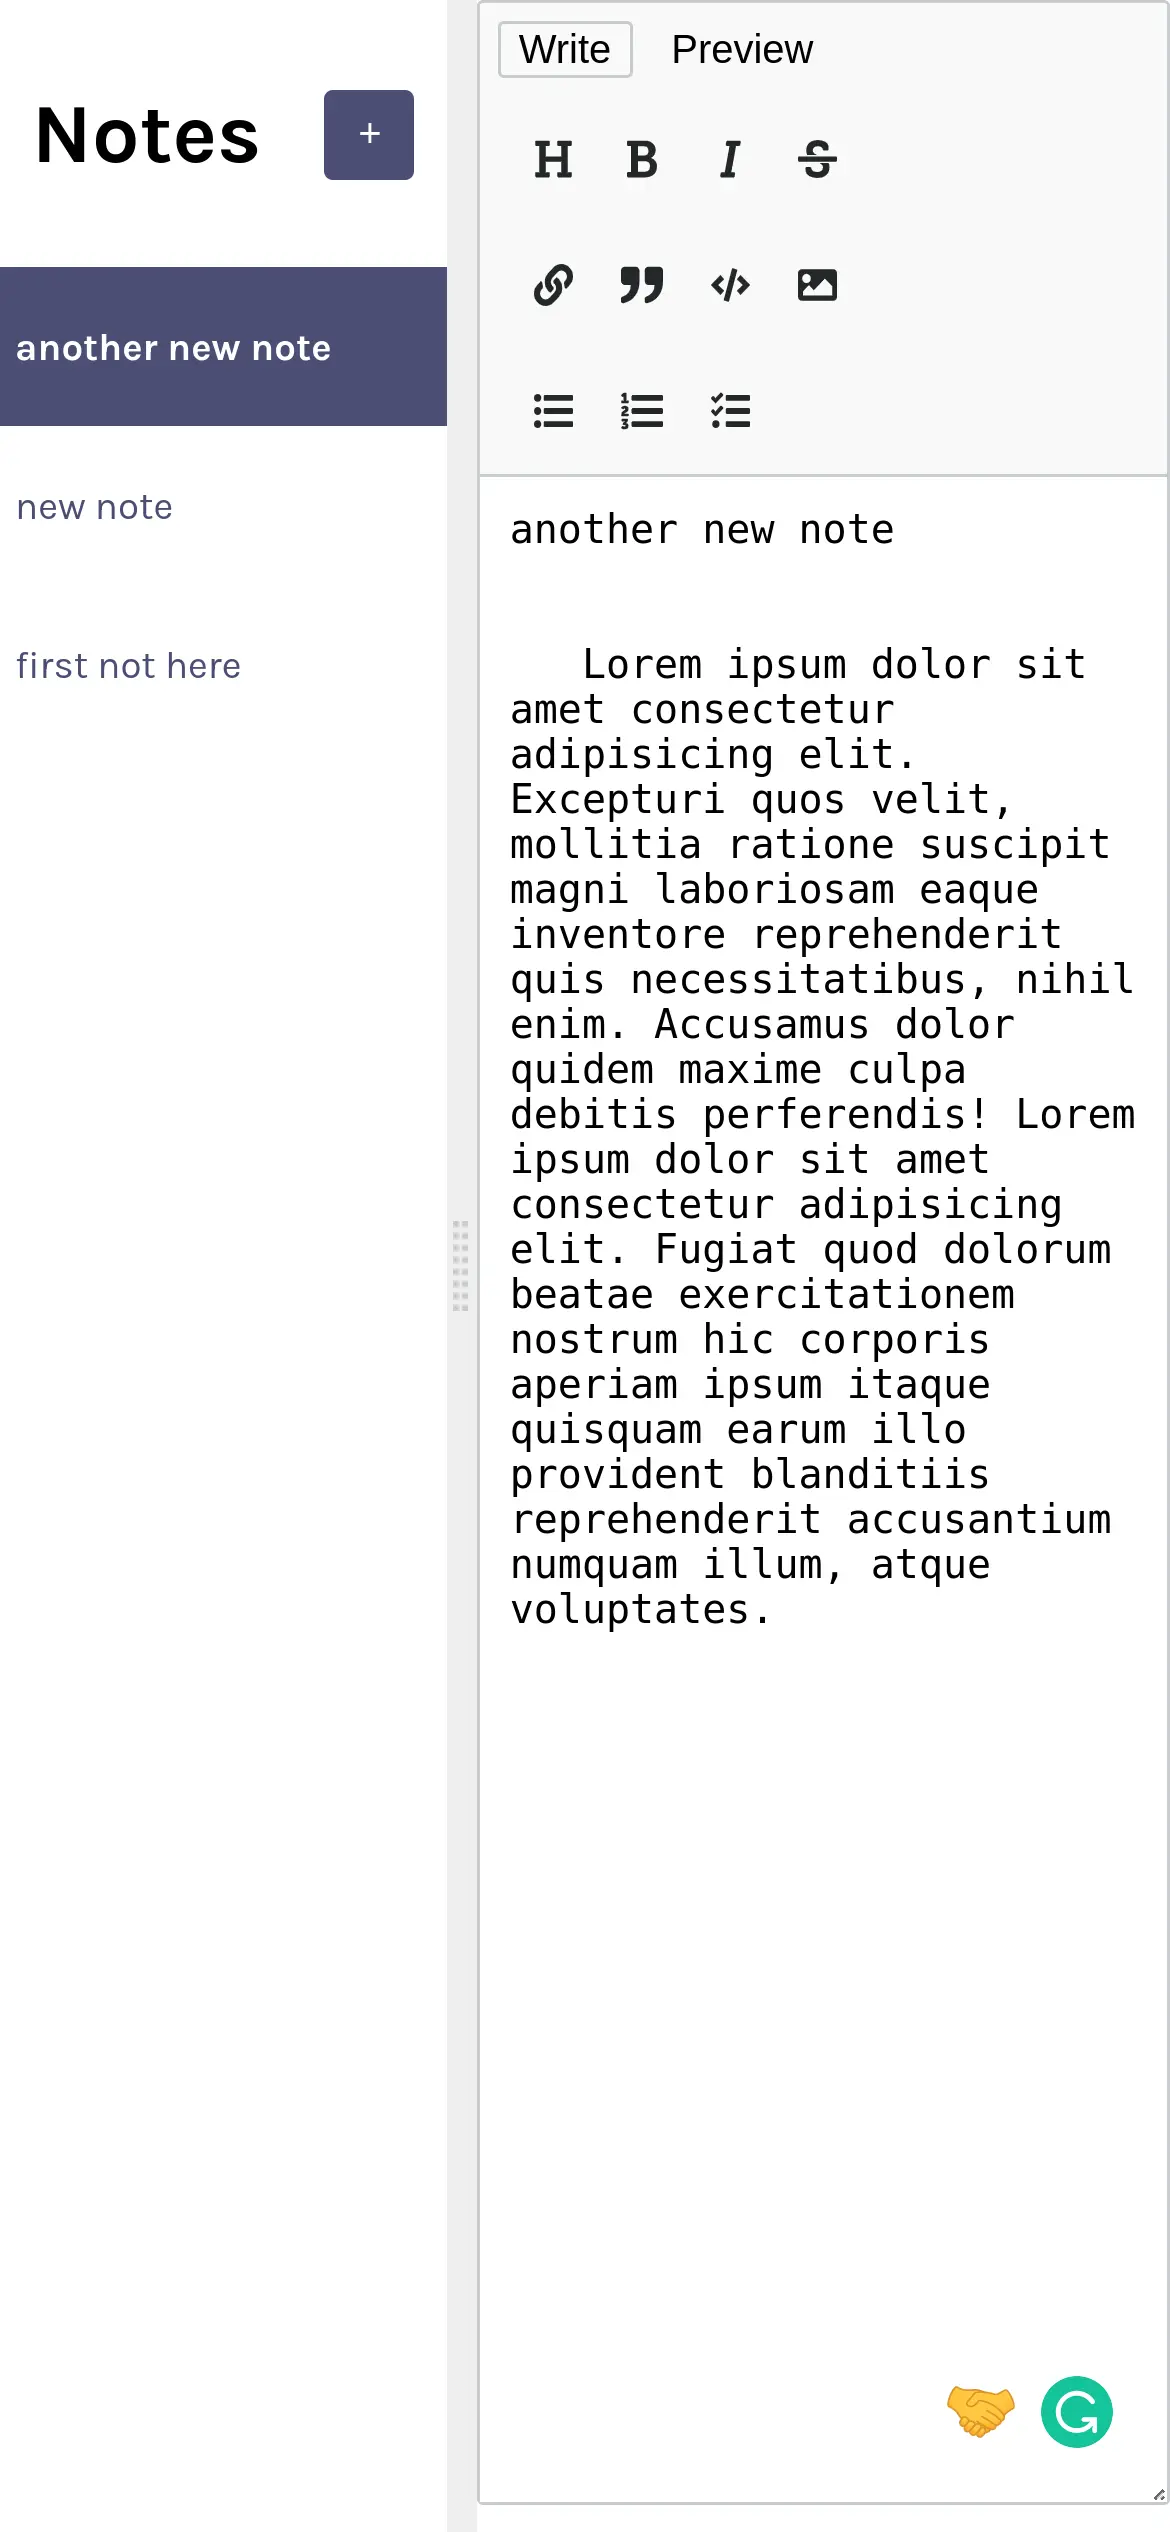 Notes
+
another new note
new note
first not here
Write Preview
another new note
Lorem ipsum dolor sit
amet consectetur
adipisicing elit.
Excepturi quos velit,
mollitia ratione suscipit
magni laboriosam eaque
inventore reprehenderit
quis necessitatibus, nihil
enim. Accusamus dolor
quidem maxime culpa
debitis perferendis! Lorem
ipsum dolor sit amet
consectetur adipisicing
elit. Fugiat quod dolorum
beatae exercitationem
nostrum hic corporis
aperiam ipsum itaque
quisquam earum illo
provident blanditiis
reprehenderit accusantium
numquam illum, atque
voluptates.